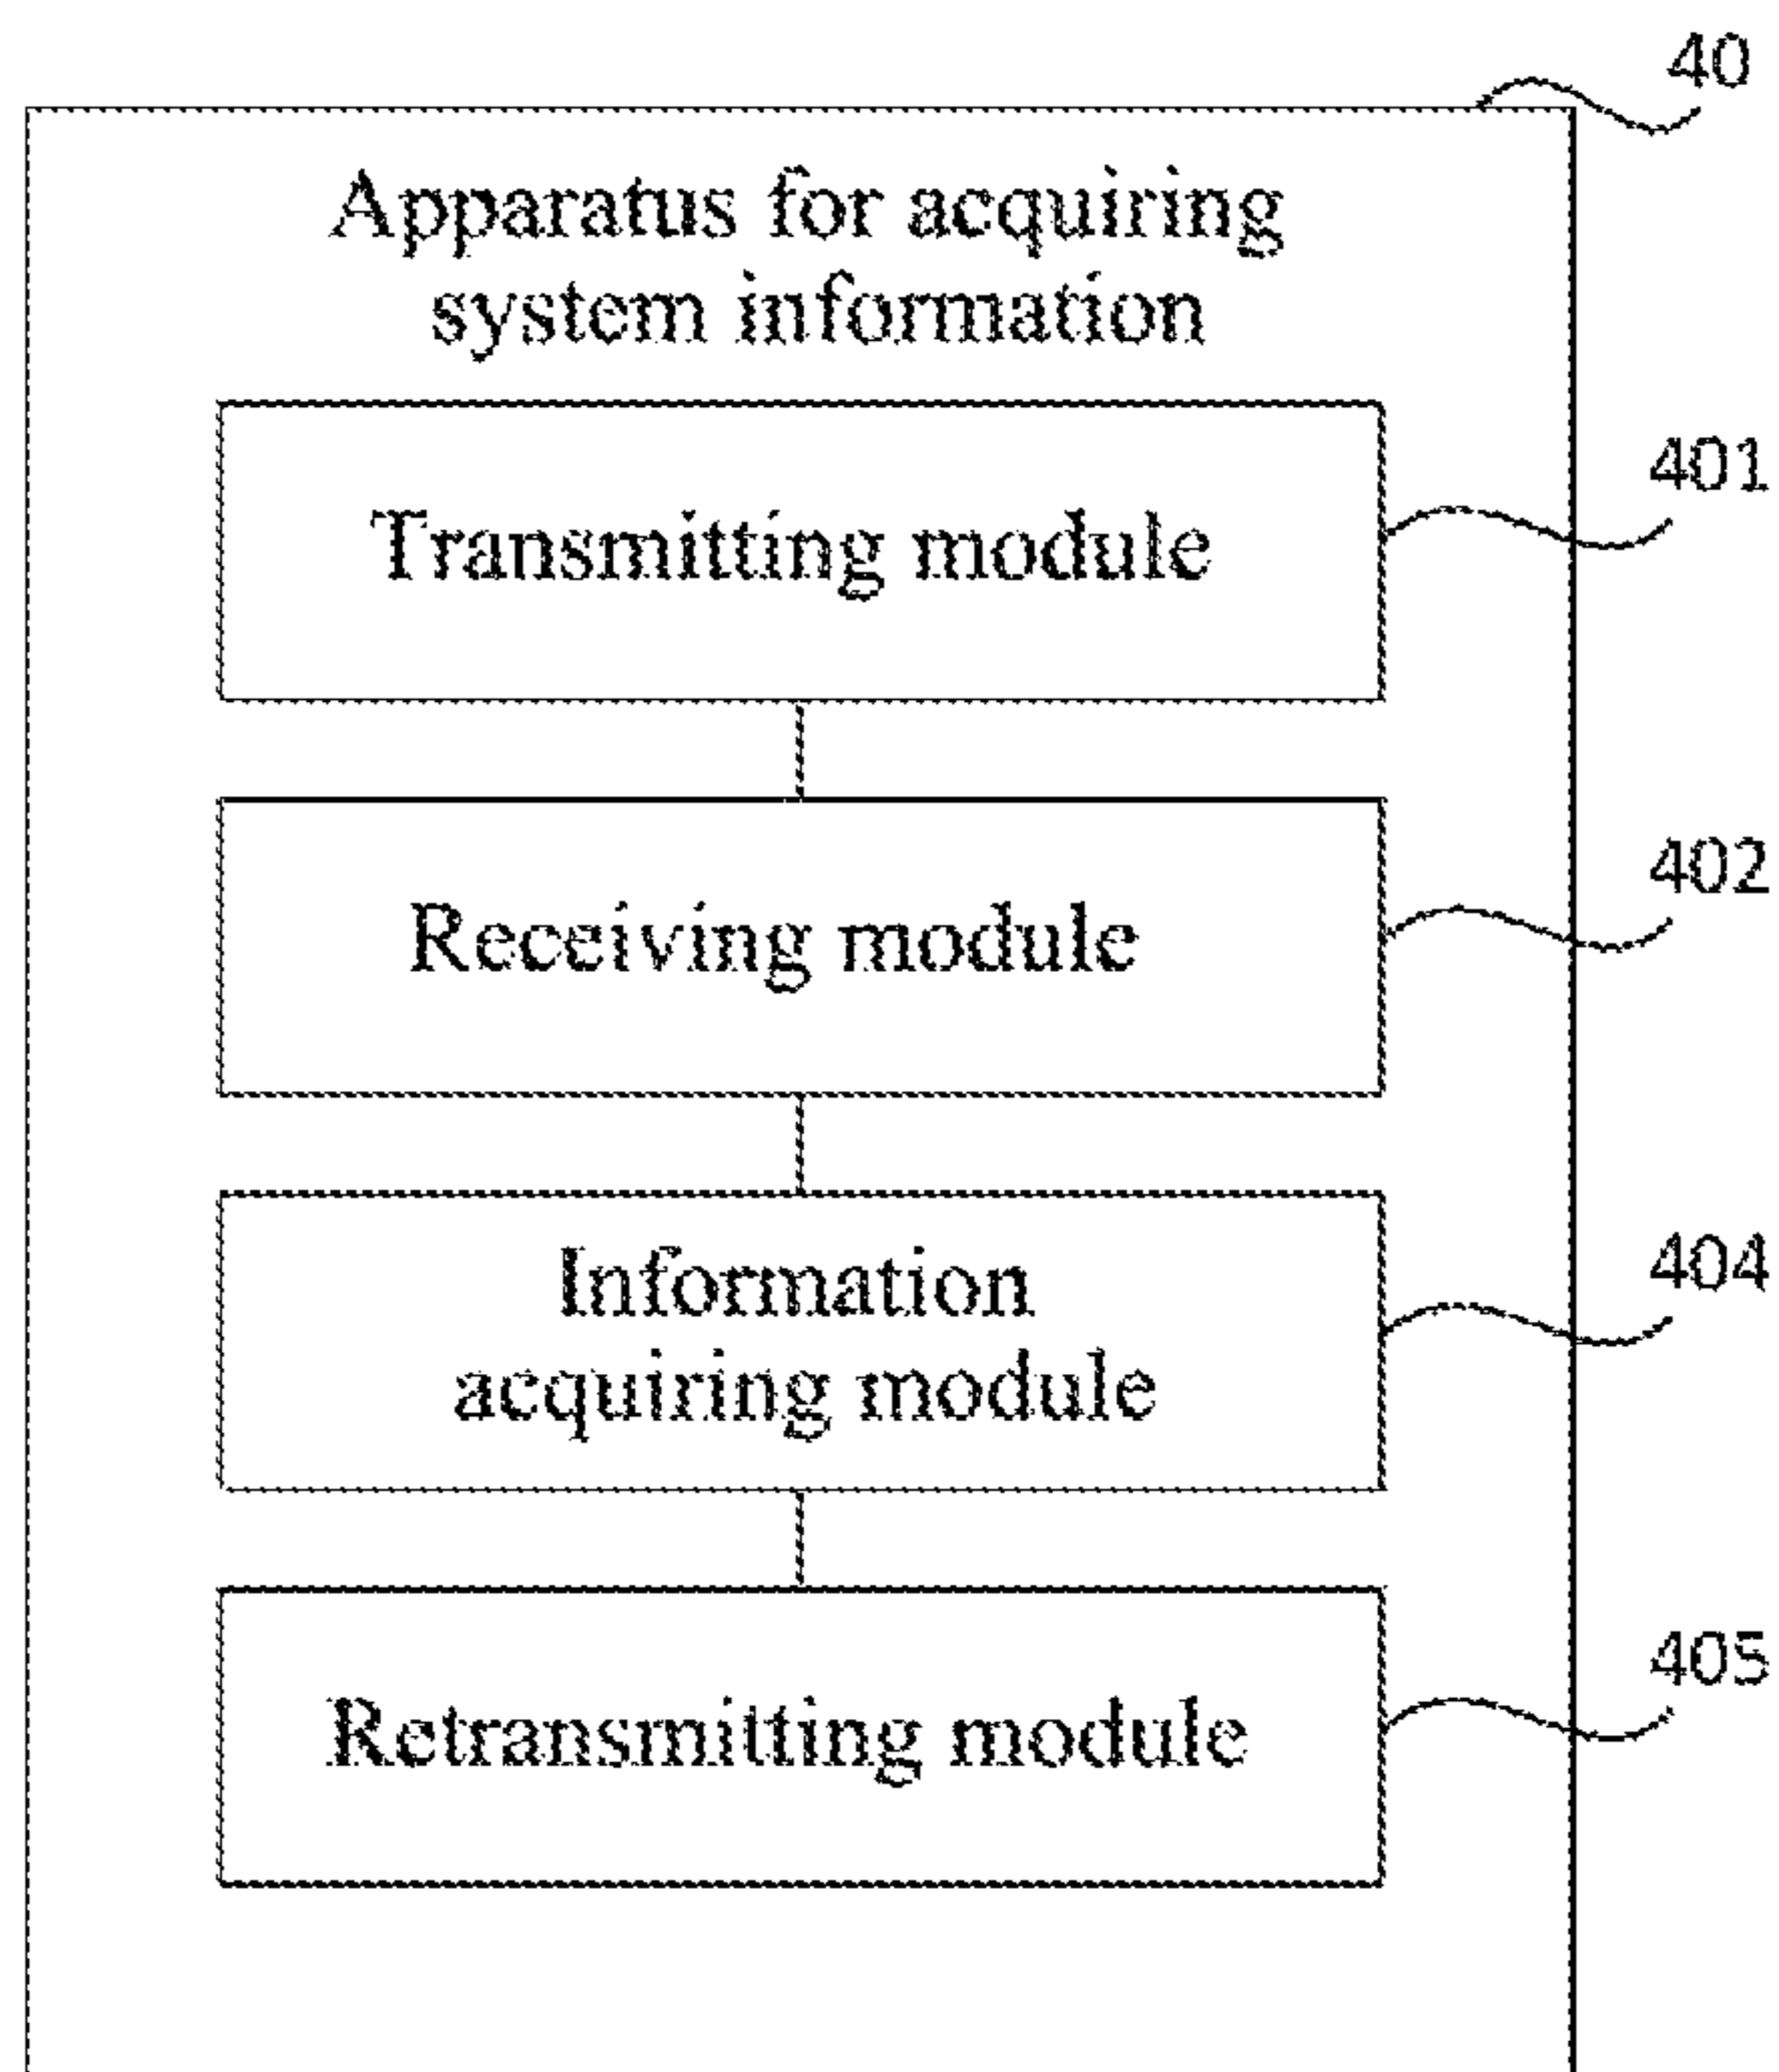 40
Apparatus for acquiring
system information
401
Transmitting module
402
Receiving module
404
Information
acquiring module
405
Retransmitting module